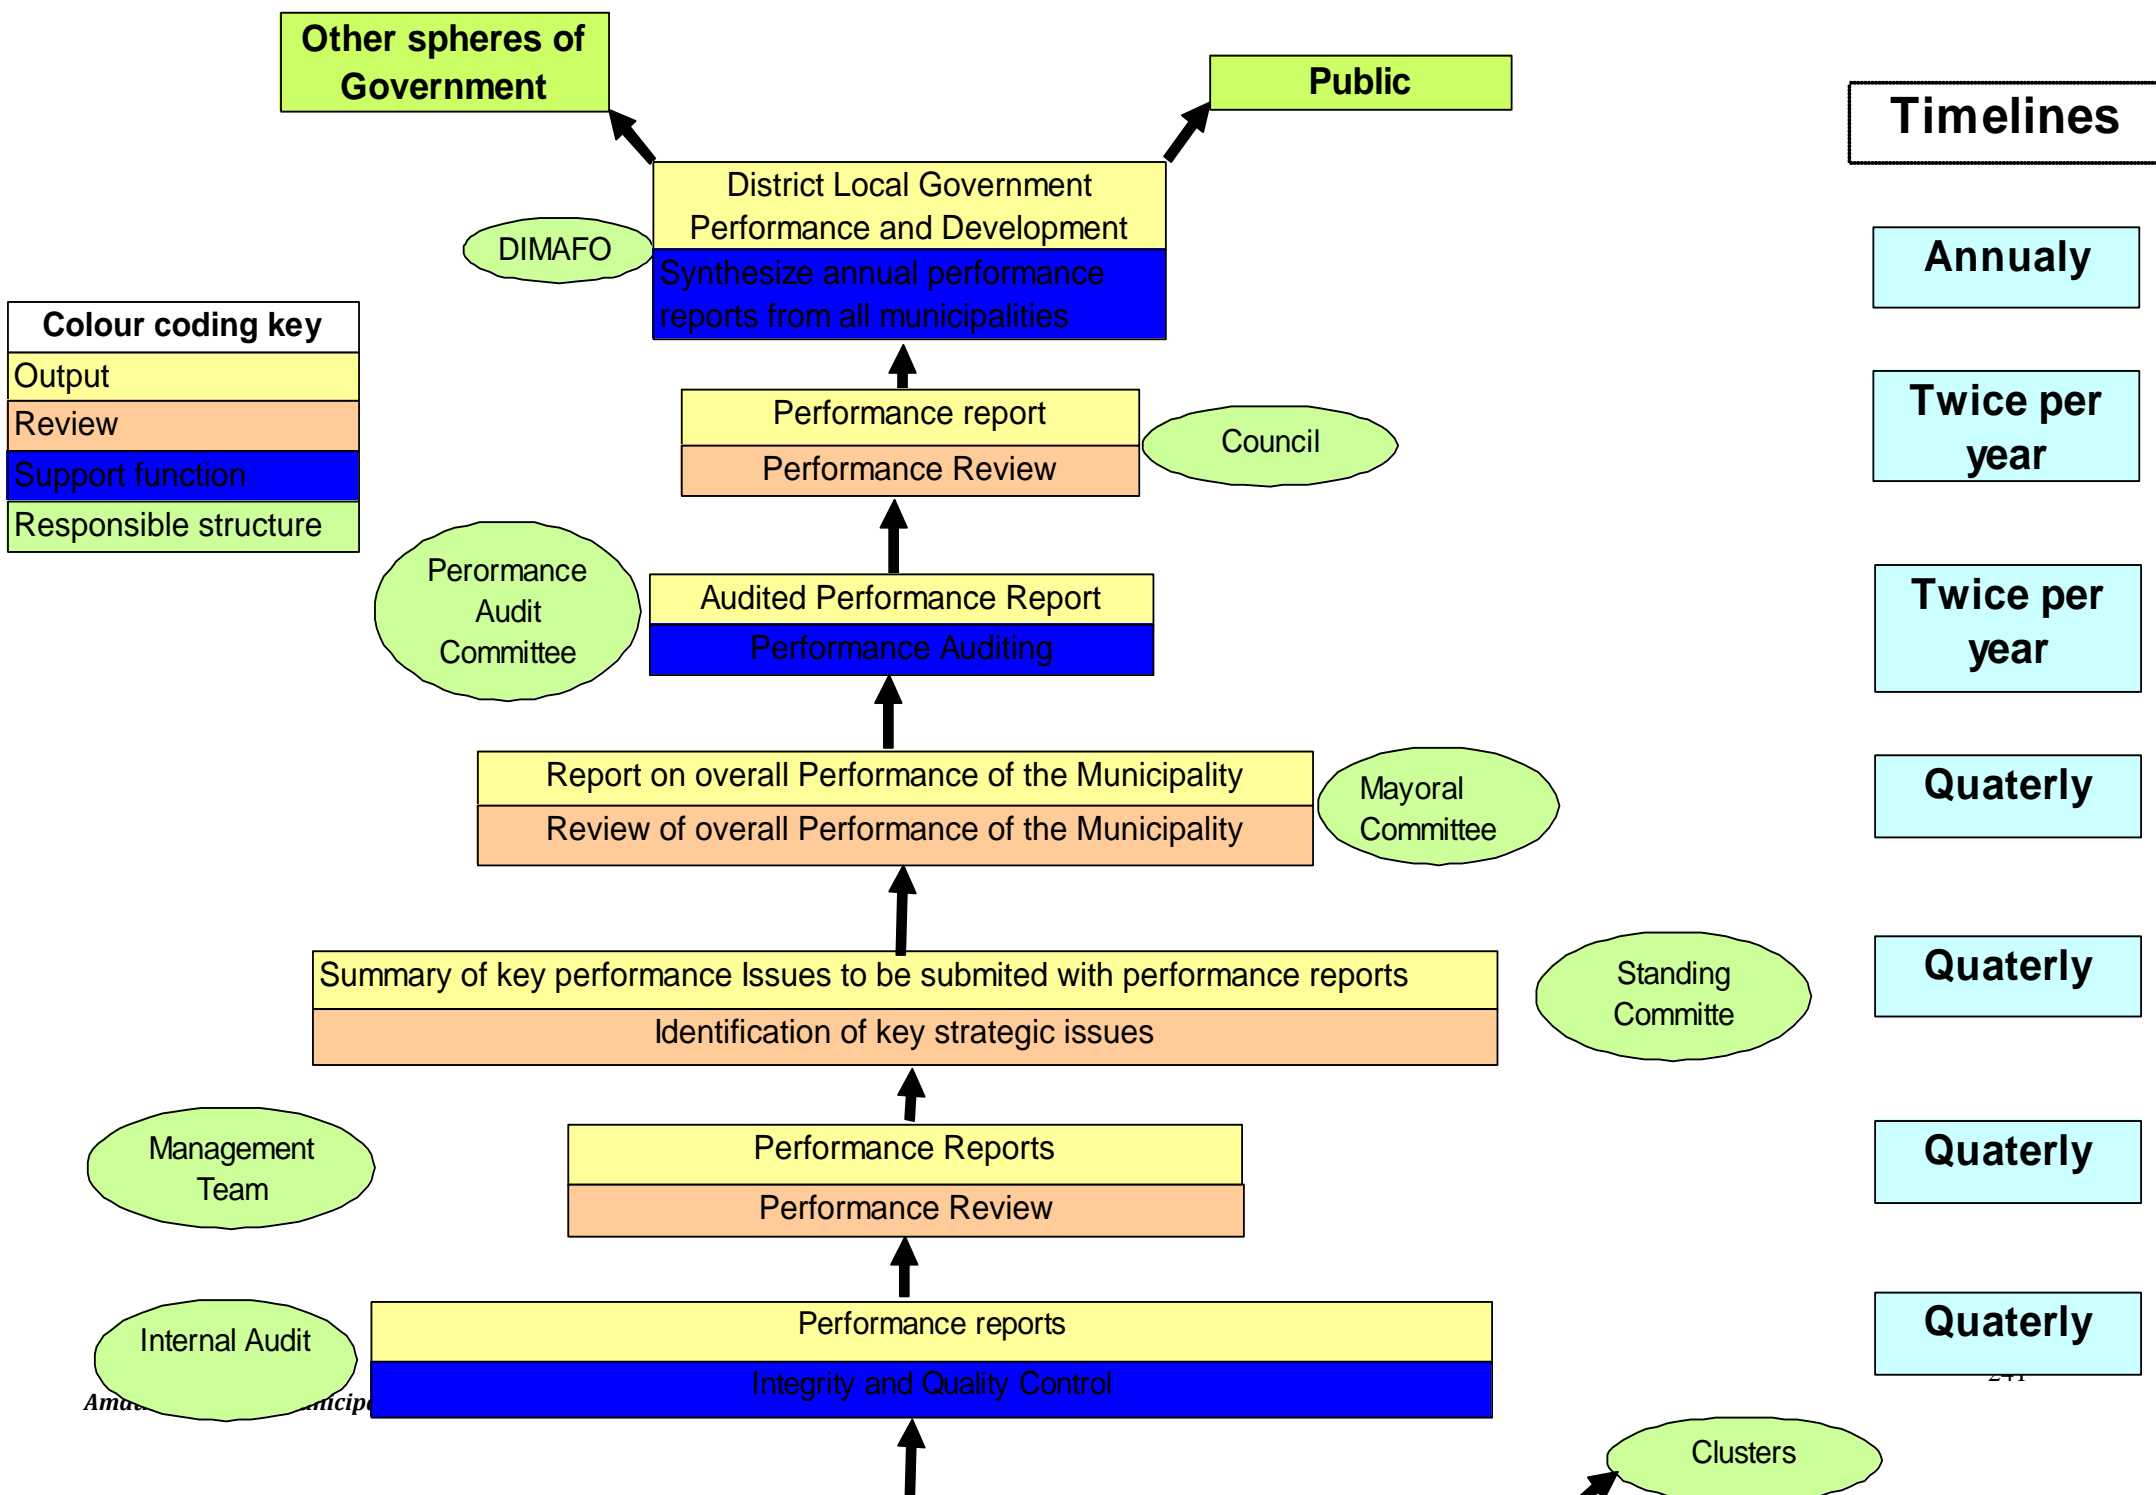 Other spheres of
Government
Public
Timelines
District Local Government
Performance and Development
DIMAFO
Synthesize annual performance
reports from all municipalities
Annualy
Colour coding key
Output
Review
Support function
Responsible structure
Performance report
Performance Review
Council
Twice per
year
Perormance
Audit
Committee
Audited Performance Report
Performance Auditing
Twice per
year
Report on overall Performance of the Municipality
Review of overall Performance of the Municipality
Mayoral
Committee
Quaterly
Summary of key performance Issues to be submited with performance reports
Identification of key strategic issues
Standing
Committe
Quaterly
Management
Team
Performance Reports
Performance Review
Quaterly
Internal Audit
Performance reports
Integrity and Quality Control
Quaterly
Clusters